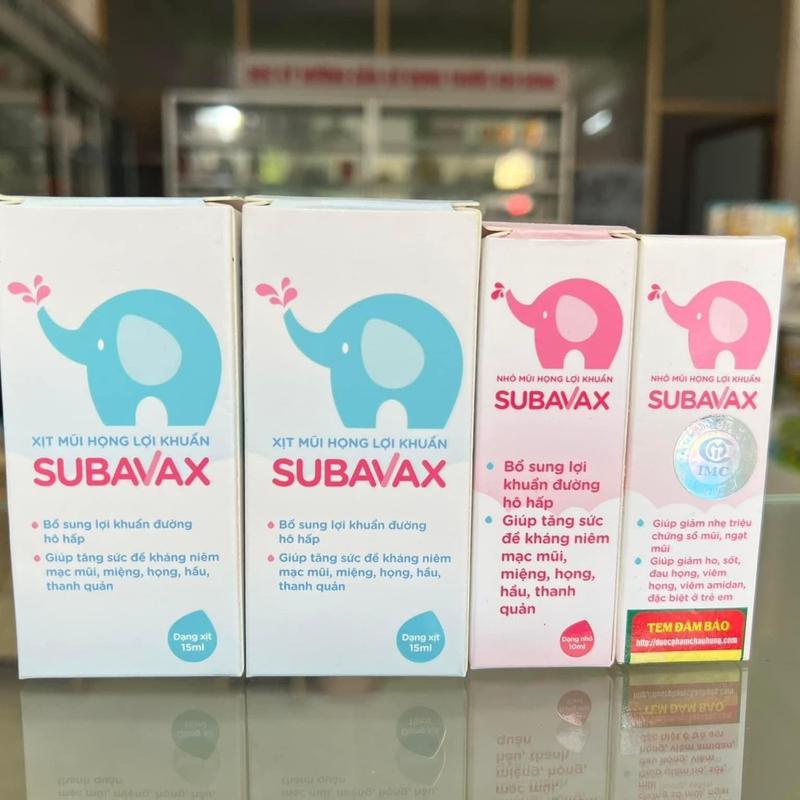 XỊT MŨI HỌNG LỢI KHUẨN
SUBAVAX
Bổ sung lợi khuẩn đường
hô hấp
Giúp tăng sức đề kháng niêm
mạc mũi, miệng, họng, hầu,
thanh quản
Dạng xịt
15ml
XỊT MŨI HỌNG LỢI KHUẨN
SUBAVAX
Bổ sung lợi khuẩn đường
hô hấp
Giúp tăng sức đề kháng niêm
mạc mũi, miệng, họng, hầu,
thanh quản
Dạng xịt
15ml
NHỎ MŨI HỌNG LỢI KHUẨN
SUBAVAX
Bổ sung lợi
khuẩn đường
hô hấp
Giúp tăng sức
đề kháng niêm
mạc mũi,
miệng, họng,
hầu, thanh
quản
Dạng nhỏ
10ml
NHỎ MŨI HỌNG LỢI KHUẨN
SUBAVAX
IMC
Giúp giảm nhẹ triệu
chứng sổ mũi, ngạt
mũi
Giúp giảm ho, sốt,
đau họng, viêm
họng, viêm amidan,
đặc biệt ở trẻ em
TEM ĐẢM BẢO
http://duocphamchauhung.com